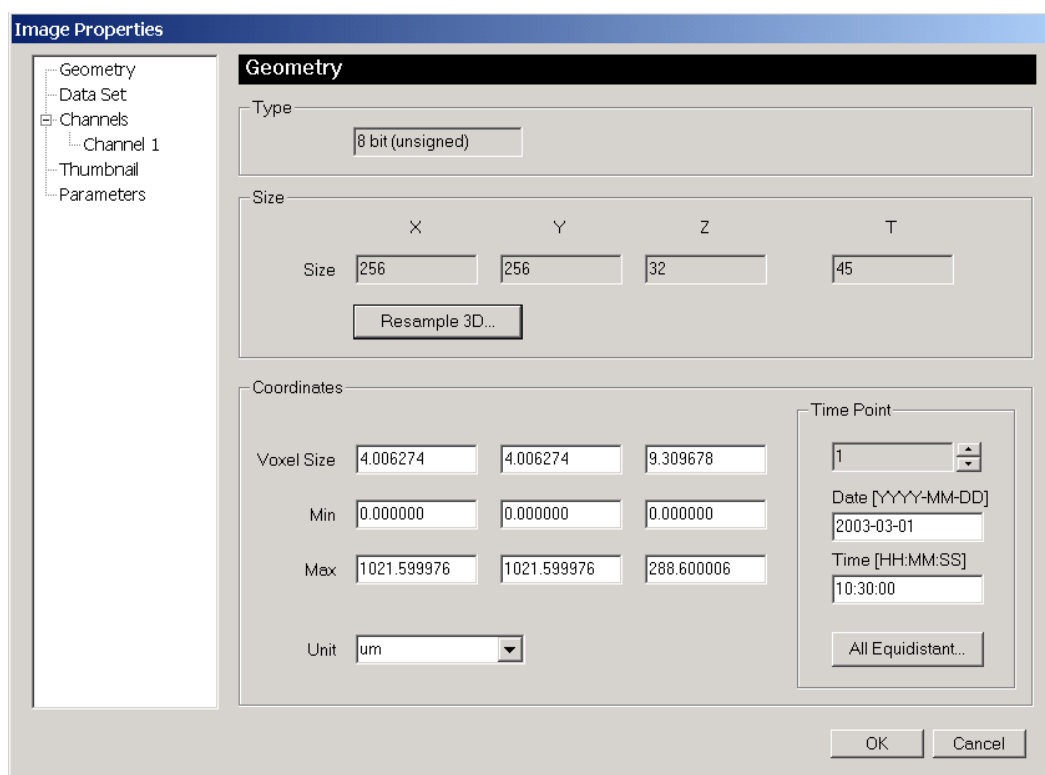 Image Properties
Geometry
Data Set
Channels
Channel 1
Thumbnail
Parameters
Geometry
Type
8 bit (unsigned)
Size
X Y Z T
Size 256 256 32 45
Resample 3D...
Coordinates
Voxel Size 4.006274 4.006274 9.309678
Min 0.000000 0.000000 0.000000
Max 1021.599976 1021.599976 288.600006
Unit um
Time Point
1
Date [YYYY-MM-DD]
2003-03-01
Time [HH:MM:SS]
10:30:00
All Equidistant...
OK Cancel